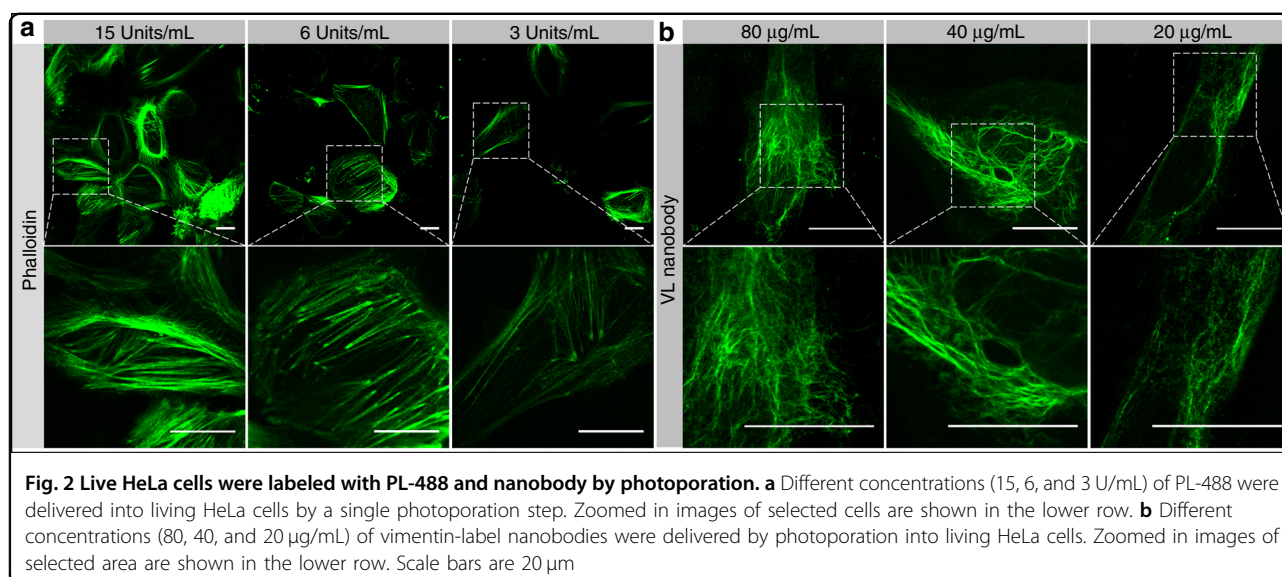 a
15 Units/mL
6 Units/mL
3 Units/mL
Phalloidin
b
80 μg/mL
40 μg/mL
20 μg/mL
VL nanobody
Fig. 2 Live HeLa cells were labeled with PL-488 and nanobody by photoporation. a Different concentrations (15, 6, and 3 U/mL) of PL-488 were
delivered into living HeLa cells by a single photoporation step. Zoomed in images of selected cells are shown in the lower row. b Different
concentrations (80, 40, and 20 μg/mL) of vimentin-label nanobodies were delivered by photoporation into living HeLa cells. Zoomed in images of
selected area are shown in the lower row. Scale bars are 20 μm